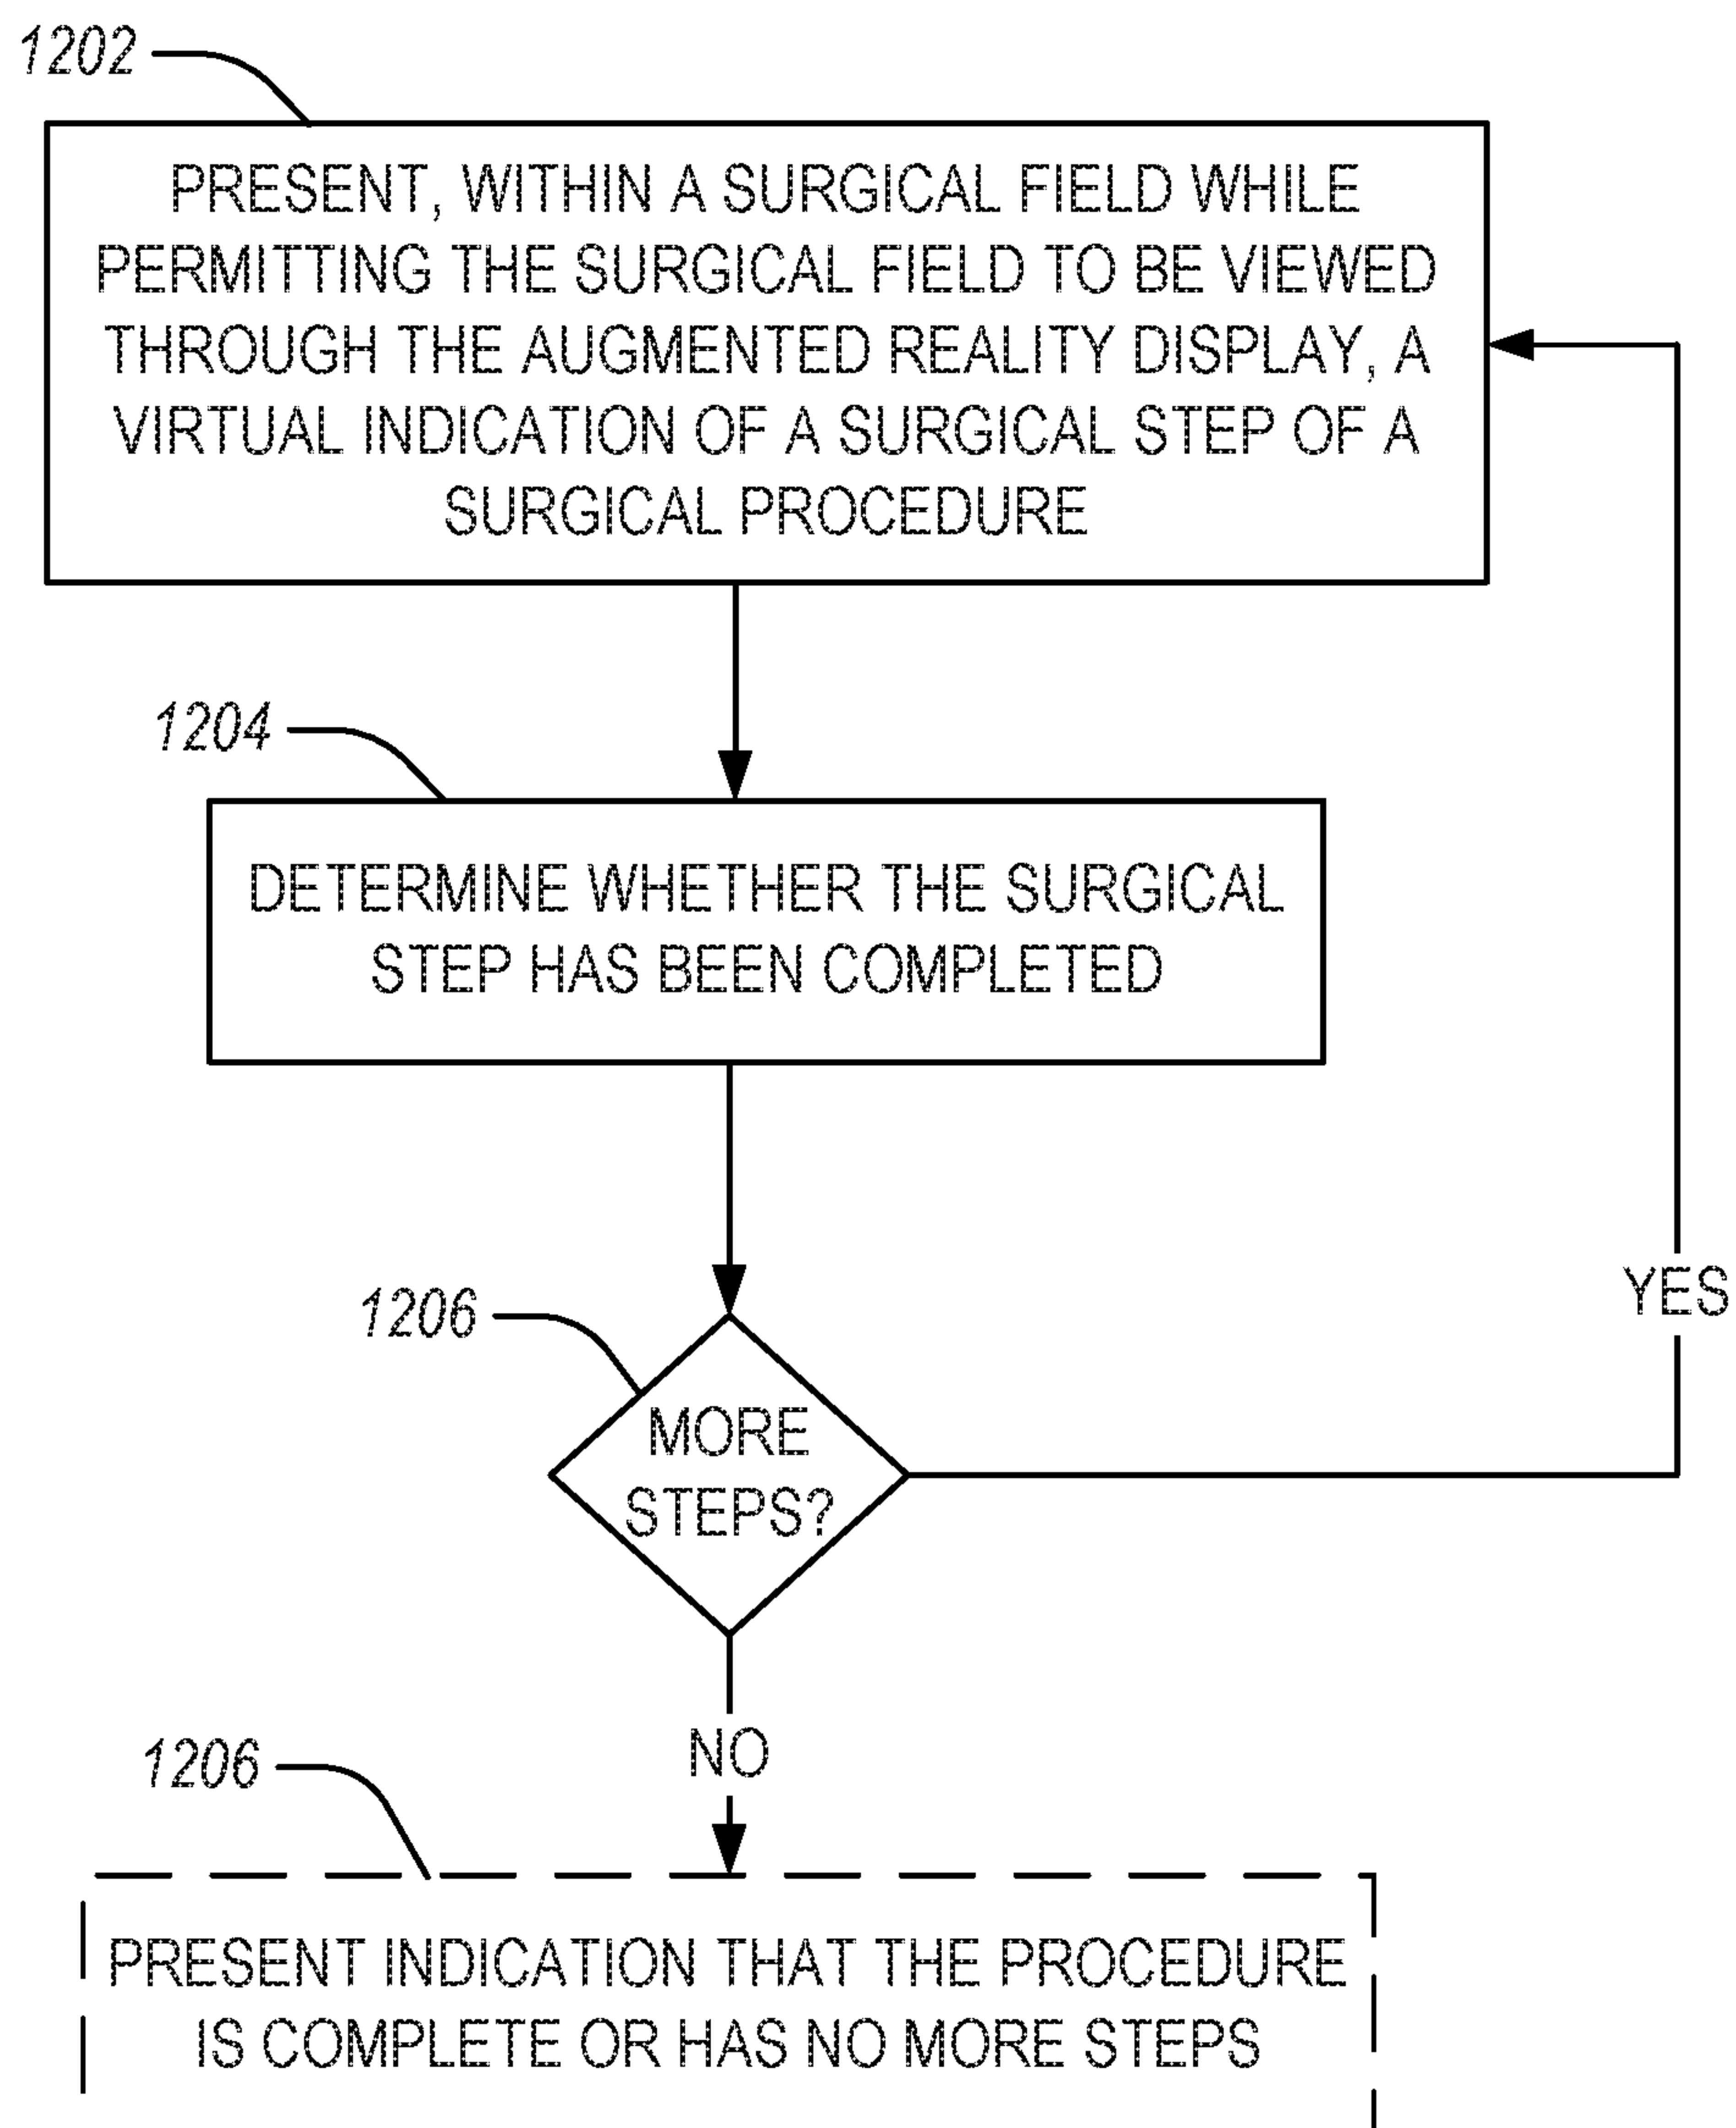 1202
PRESENT, WITHIN A SURGICAL FIELD WHILE
PERMITTING THE SURGICAL FIELD TO BE VIEWED
THROUGH THE AUGMENTED REALITY DISPLAY, A
VIRTUAL INDICATION OF A SURGICAL STEP OF A
SURGICAL PROCEDURE
1204
DETERMINE WHETHER THE SURGICAL
STEP HAS BEEN COMPLETED
YES
1206
MORE
STEPS?
NO
1206
PRESENT INDICATION THAT THE PROCEDURE
IS COMPLETE OR HAS NO MORE STEPS